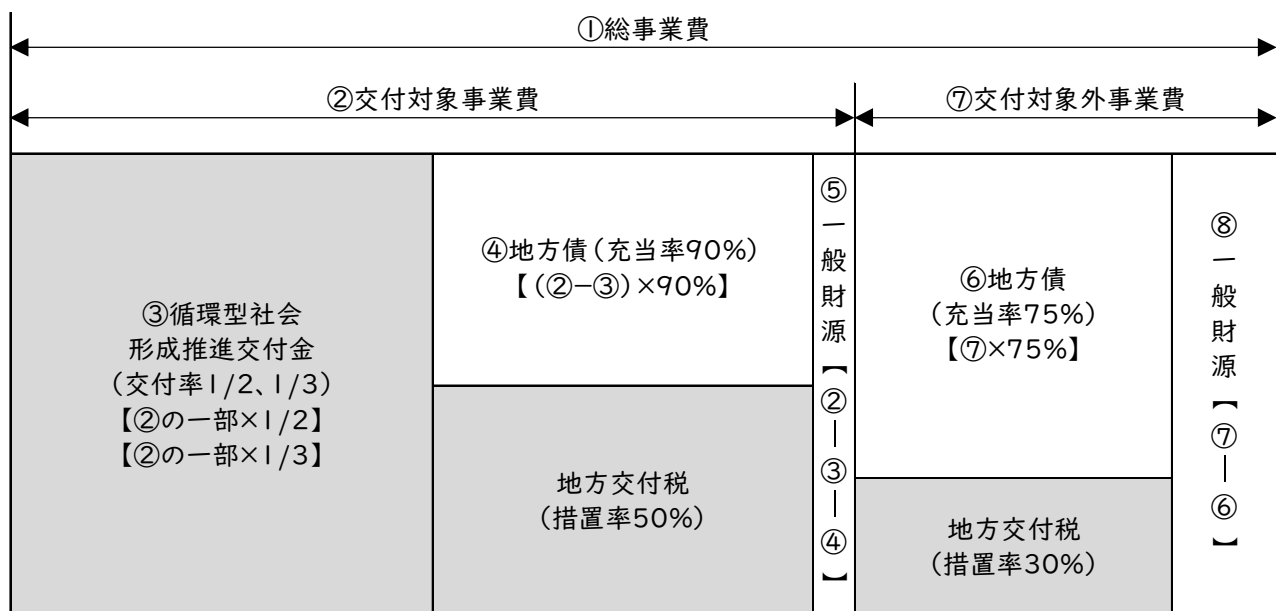 ①総事業費
②交付対象事業費
⑦交付対象外事業費
③循環型社会
形成推進交付金
(交付率1/2、1/3)
【②の一部×1/2】
【②の一部×1/3】
④地方債(充当率90%)
【(②−③)×90%】
地方交付税
(措置率50%)
⑤一般財源【②−③−④】
⑥地方債
(充当率75%)
【⑦×75%】
地方交付税
(措置率30%)
⑧一般財源【⑦−⑥】